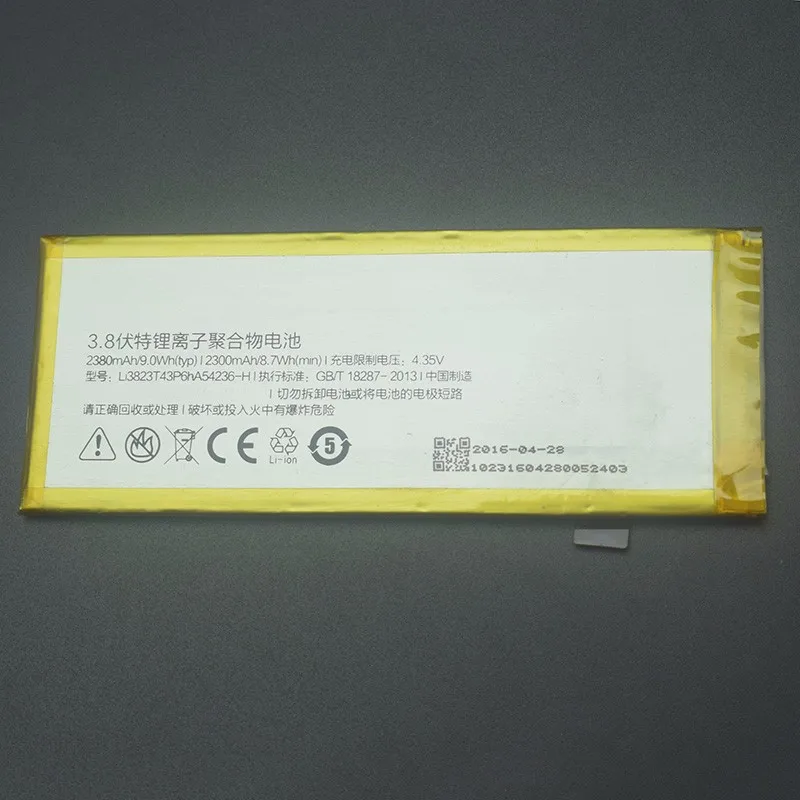 3.8伏特锂离子聚合物电池
2380mAh/9.0Wh(typ) | 2300mAh/8.7Wh(min) | 充电限制电压: 4.35V
型号: Li3823T43P6hA54236-H | 执行标准: GB/T 18287-2013 | 中国制造
| 切勿拆卸电池或将电池的电极短路
请正确回收或处理 | 破坏或投入火中有爆炸危险
CE Li-ion 5
2016-04-28
10231604280052403